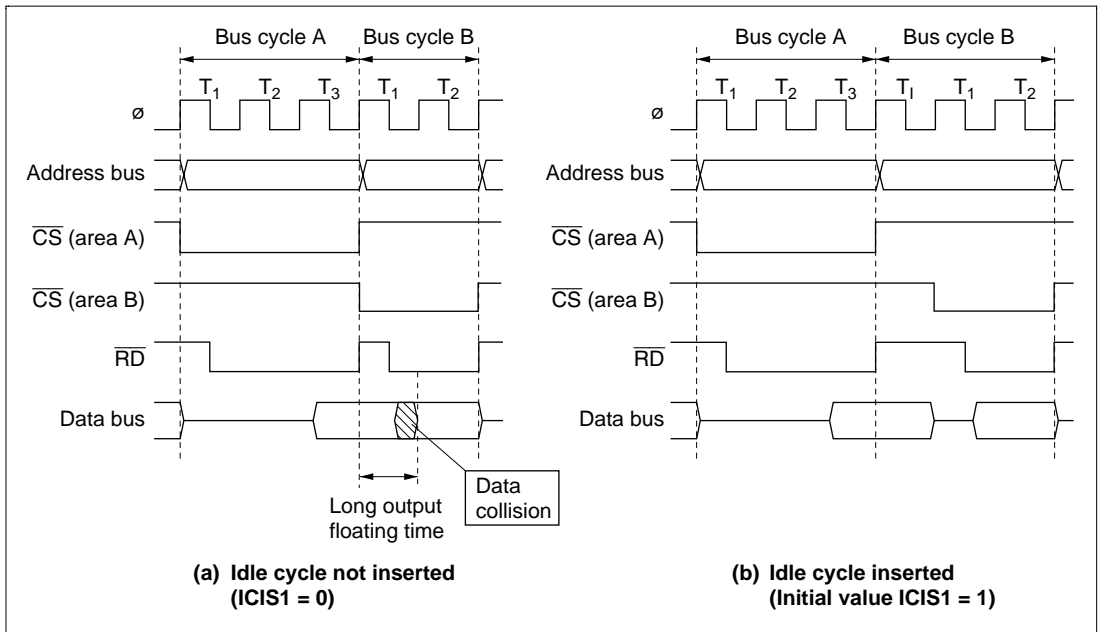 Bus cycle A
Bus cycle B
T1 T2 T3 T1 T2
ø
Address bus
CS (area A)
CS (area B)
RD
Data bus
Long output
floating time
Data
collision
(a) Idle cycle not inserted
(ICIS1 = 0)
Bus cycle A
Bus cycle B
T1 T2 T3 TI T1 T2
ø
Address bus
CS (area A)
CS (area B)
RD
Data bus
(b) Idle cycle inserted
(Initial value ICIS1 = 1)